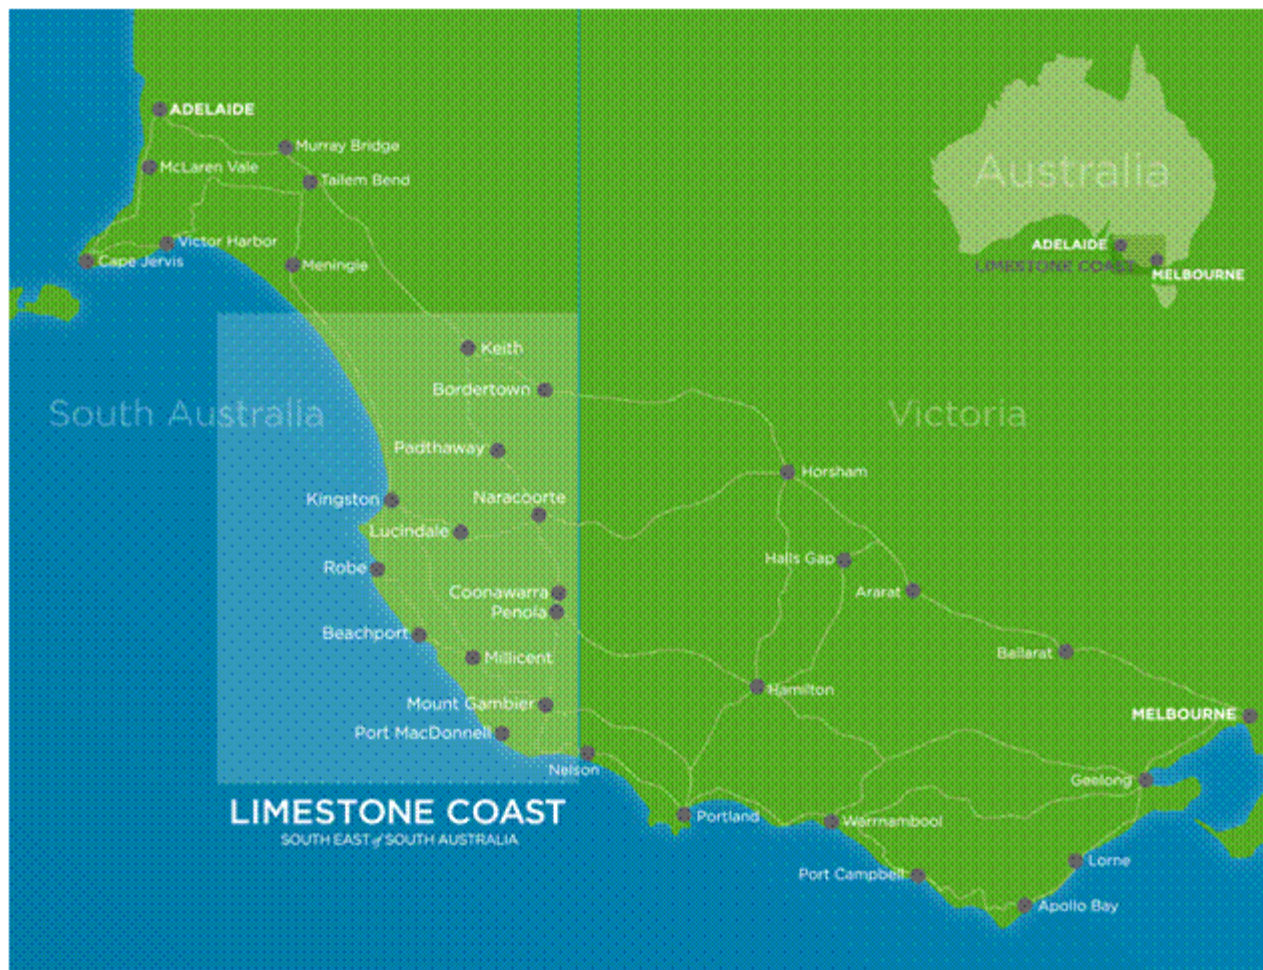 ADELAIDE
Murray Bridge
McLaren Vale
Tailem Bend
Victor Harbor
Cape Jervis
Meningie
Australia
ADELAIDE
LIMESTONE COAST
MELBOURNE
Keith
Bordertown
South Australia
Victoria
Padthaway
Horsham
Kingston
Naracoorte
Lucindale
Halls Gap
Robe
Coonawarra
Ararat
Penola
Beachport
Millicent
Ballarat
Hamilton
Mount Gambier
MELBOURNE
Port MacDonnell
Nelson
Geelong
LIMESTONE COAST
SOUTH EAST of SOUTH AUSTRALIA
Portland
Warrnambool
Lorne
Port Campbell
Apollo Bay